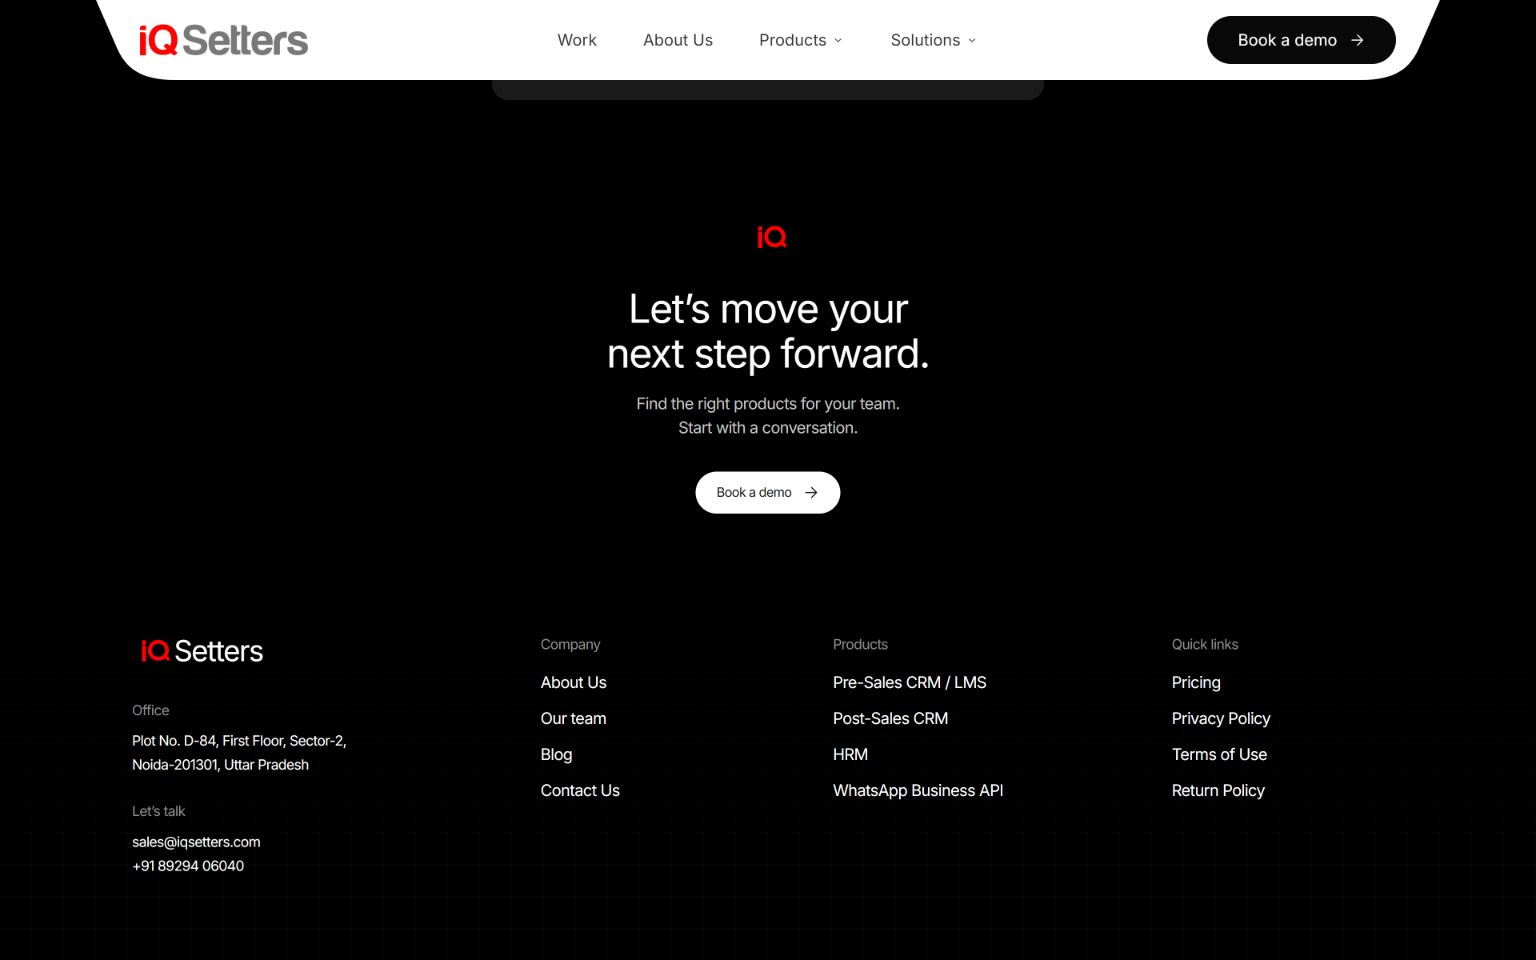 iQ Setters
Work
About Us
Products
Solutions
Book a demo
iQ
Let's move your
next step forward.
Find the right products for your team.
Start with a conversation.
Book a demo
iQ Setters
Office
Plot No. D-84, First Floor, Sector-2,
Noida-201301, Uttar Pradesh
Let's talk
sales@iqsetters.com
+91 89294 06040
Company
About Us
Our team
Blog
Contact Us
Products
Pre-Sales CRM / LMS
Post-Sales CRM
HRM
WhatsApp Business API
Quick links
Pricing
Privacy Policy
Terms of Use
Return Policy